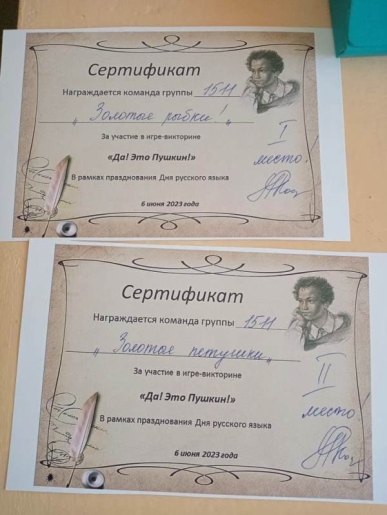 Сертификат
Награждается команда группы 1511
„Золотые рыбки!„
За участие в игре-викторине
I
место!
«Да! Это Пушкин!»
В рамках празднования Дня русского языка
6 июня 2023 года
Сертификат
Награждается команда группы 1511
„Золотые петушки„
За участие в игре-викторине
II
место!
«Да! Это Пушкин!»
В рамках празднования Дня русского языка
6 июня 2023 года